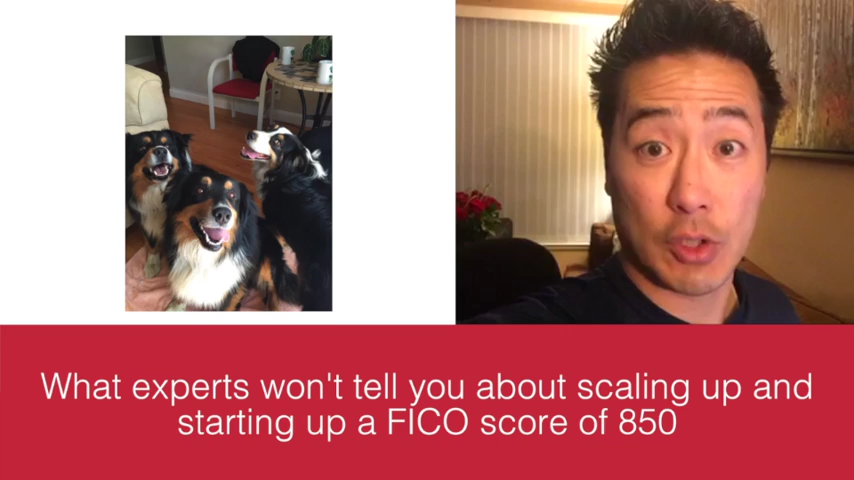 What experts won't tell you about scaling up and
starting up a FICO score of 850